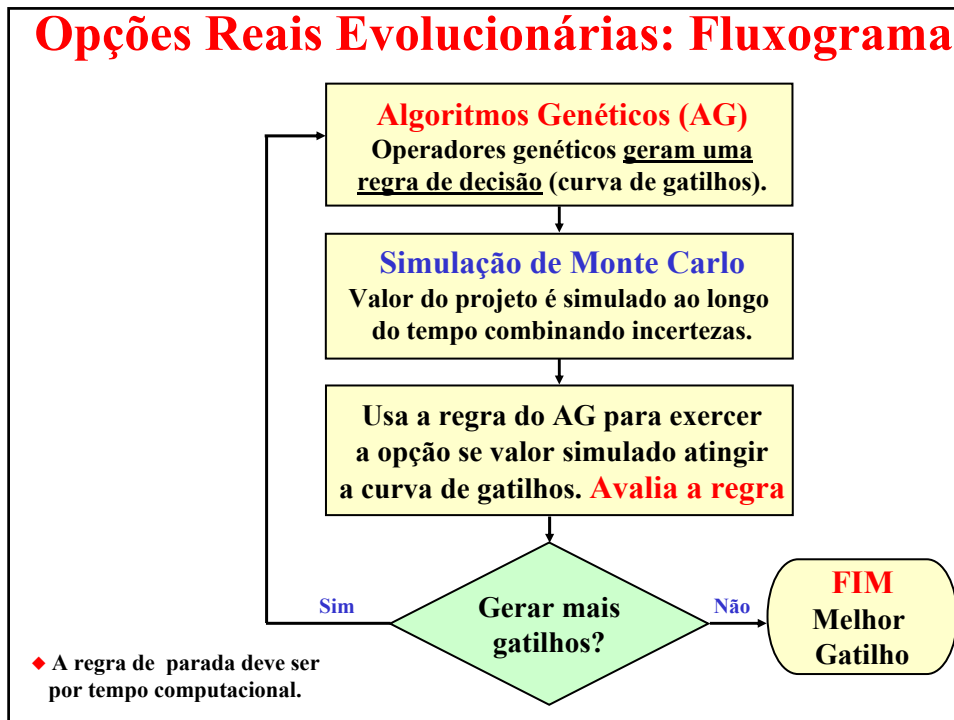 Opções Reais Evolucionárias: Fluxograma
Algoritmos Genéticos (AG)
Operadores genéticos geram uma
regra de decisão (curva de gatilhos).
Simulação de Monte Carlo
Valor do projeto é simulado ao longo
do tempo combinando incertezas.
Usa a regra do AG para exercer
a opção se valor simulado atingir
a curva de gatilhos. Avalia a regra
Sim
Gerar mais
gatilhos?
Não
FIM
Melhor
Gatilho
◆ A regra de parada deve ser
por tempo computacional.